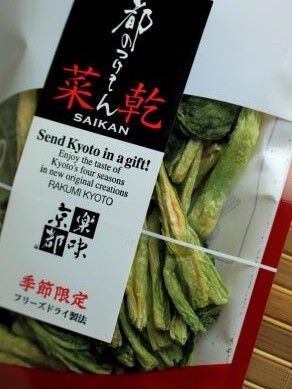 都のつけもん
乾菜
SAIKAN
Send Kyoto in a gift!
Enjoy the taste of
Kyoto's four seasons
in new original creations
RAKUMI KYOTO
楽味
京都
季節限定
フリーズドライ製法